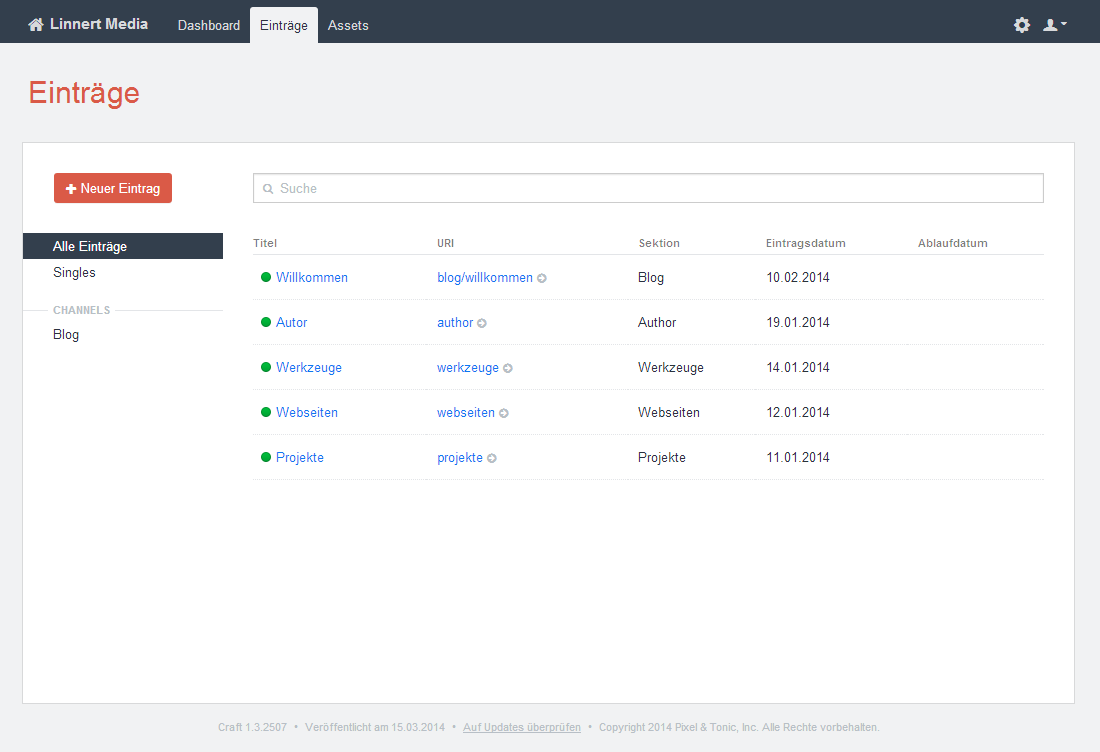 Linnert Media Dashboard Einträge Assets
Einträge
Neuer Eintrag
Suche
Alle Einträge
Singles
CHANNELS
Blog
Titel URI Sektion Eintragsdatum Ablaufdatum
Willkommen blog/willkommen Blog 10.02.2014
Autor author Author 19.01.2014
Werkzeuge werkzeuge Werkzeuge 14.01.2014
Webseiten webseiten Webseiten 12.01.2014
Projekte projekte Projekte 11.01.2014
Craft 1.3.2507 • Veröffentlicht am 15.03.2014 • Auf Updates überprüfen • Copyright 2014 Pixel & Tonic, Inc. Alle Rechte vorbehalten.